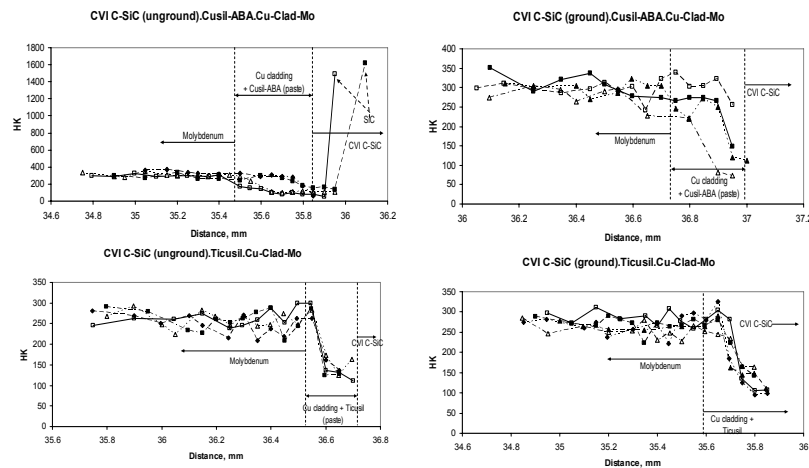 CVI C-SiC (unground).Cusil-ABA.Cu-Clad-Mo
1800
1600
1400
1200
1000
800
600
400
200
0
HK
Cu cladding
+ Cusil-ABA (paste)
Molybdenum
SiC
CVI C-SiC
34.6 34.8 35 35.2 35.4 35.6 35.8 36 36.2
Distance, mm
CVI C-SiC (ground).Cusil-ABA.Cu-Clad-Mo
400
350
300
250
200
150
100
50
0
HK
CVI C-SiC
Molybdenum
Cu cladding
+ Cusil-ABA (paste)
36 36.2 36.4 36.6 36.8 37 37.2
Distance, mm
CVI C-SiC (unground).Ticusil.Cu-Clad-Mo
350
300
250
200
150
100
50
0
HK
CVI C-SiC
Molybdenum
Cu cladding + Ticusil
(paste)
35.6 35.8 36 36.2 36.4 36.6 36.8
Distance, mm
CVI C-SiC (ground).Ticusil.Cu-Clad-Mo
350
300
250
200
150
100
50
0
HK
CVI C-SiC
Molybdenum
Cu cladding +
Ticusil
34.4 34.6 34.8 35 35.2 35.4 35.6 35.8 36
Distance, mm